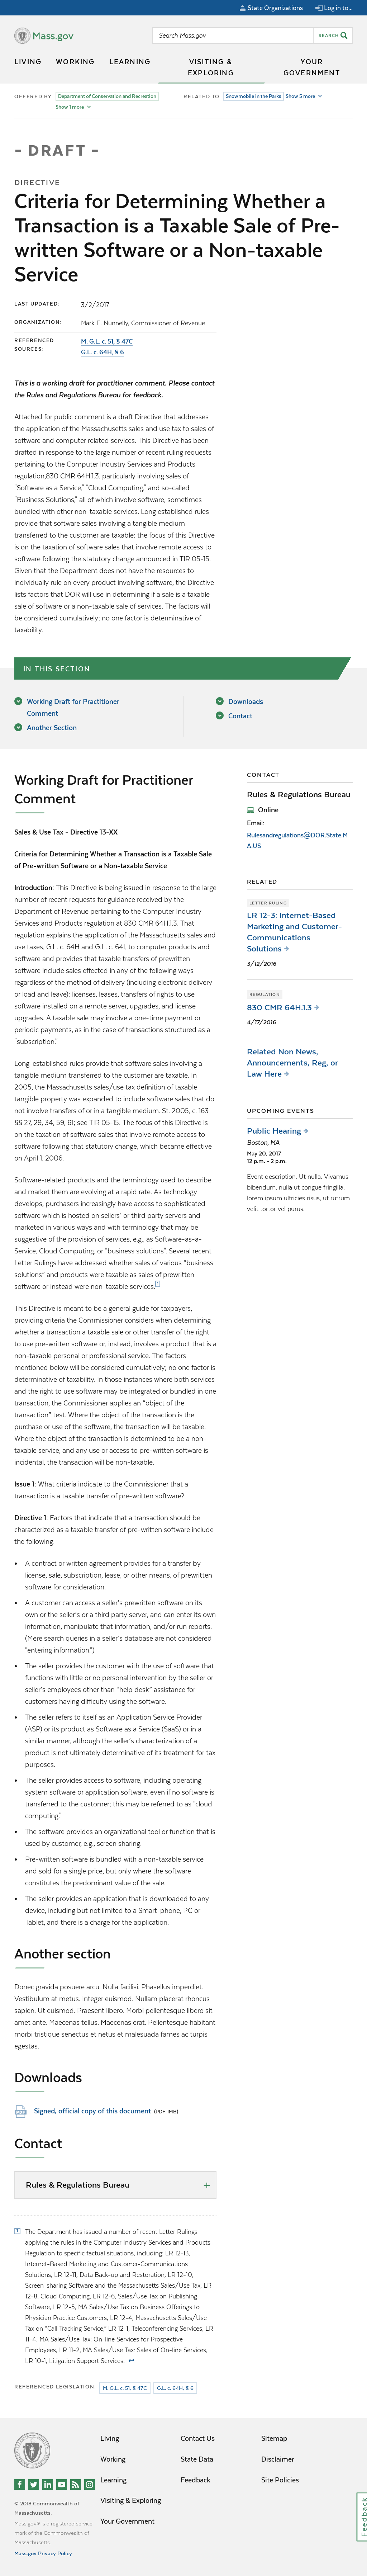 State Organizations
Log in to...
Mass.gov
Search Mass.gov
SEARCH
LIVING
WORKING
LEARNING
VISITING &
EXPLORING
YOUR
GOVERNMENT
OFFERED BY
Department of Conservation and Recreation
Show 1 more
RELATED TO
Snowmobile in the Parks
Show 5 more
- DRAFT -
DIRECTIVE
Criteria for Determining Whether a
Transaction is a Taxable Sale of Pre-
written Software or a Non-taxable
Service
LAST UPDATED:
3/2/2017
ORGANIZATION:
Mark E. Nunnelly, Commissioner of Revenue
REFERENCED
SOURCES:
M. G.L. c. 51, § 47C
G.L. c. 64H, § 6
This is a working draft for practitioner comment. Please contact
the Rules and Regulations Bureau for feedback.
Attached for public comment is a draft Directive that addresses
the application of the Massachusetts sales and use tax to sales of
software and computer-related services. This Directive has been
drafted in response to the large number of recent ruling requests
pertaining to the Computer Industry Services and Products
regulation,830 CMR 64H.1.3, particularly involving sales of
"Software as a Service," "Cloud Computing," and so-called
"Business Solutions," all of which involve software, sometimes
bundled with other non-taxable services. Long established rules
provide that software sales involving a tangible medium
transferred to the customer are taxable; the focus of this Directive
is on the taxation of software sales that involve remote access to
software following the statutory change announced in TIR 05-15.
Given that the Department does not have the resources to
individually rule on every product involving software, the Directive
lists factors that DOR will use in determining if a sale is a taxable
sale of software or a non-taxable sale of services. The factors will
be considered cumulatively; no one factor is determinative of
taxability.
IN THIS SECTION
Working Draft for Practitioner
Comment
Another Section
Downloads
Contact
Working Draft for Practitioner
Comment
Sales & Use Tax - Directive 13-XX
Criteria for Determining Whether a Transaction is a Taxable Sale
of Pre-written Software or a Non-taxable Service
Introduction: This Directive is being issued in response to the large
number of recent ruling requests for guidance received by the
Department of Revenue pertaining to the Computer Industry
Services and Products regulation at 830 CMR 64H.1.3. That
regulation explains the application of the Massachusetts sales and
use taxes, G.L. c. 64H and G.L. c. 64I, to computer products and
software. It provides that taxable transfers of prewritten
software include sales effected in any of the following ways
regardless of the method of delivery, including electronic delivery
or load and leave): licenses, leases, transfers of rights to use
software installed on a remote server, upgrades, and license
upgrades. A transfer may involve a one-time payment or
periodic payments, as in the case of transactions structured as a
"subscription."
Long-established rules provide that software sales involving a
tangible medium transferred to the customer are taxable. In
2005, the Massachusetts sales/use tax definition of taxable
tangible property was changed to include software sales that do
not involve transfers of in or a tangible medium. St. 2005, c. 163
§§ 27, 29, 34, 59, 61; see TIR 05-15. The focus of this Directive is on
the taxation of software sales that involve remote access to
software following that statutory change, which became effective
on April 1, 2006.
Software-related products and the terminology used to describe
them are evolving and changing at a rapid rate. As technology
develops, purchasers increasingly have access to sophisticated
software which is hosted on sellers' or third party servers and
marketed in various ways and with terminology that may be
suggestive of the provision of services, e.g., as Software-as-a-
Service, Cloud Computing, or "business solutions". Several recent
Letter Rulings have addressed whether sales of various "business
solutions" and products were taxable as sales of prewritten
software or instead were non-taxable services.[1]
This Directive is meant to be a general guide for taxpayers,
providing criteria the Commissioner considers when determining
whether a transaction is a taxable sale or other transfer of rights
to use prewritten software or, instead, involves a product that is a
non-taxable personal or professional service. The factors
mentioned below will be considered cumulatively; no one factor is
determinative of taxability. In those instances where both taxable
and non-taxable items may be integrated or bundled in one
transaction, the Commissioner applies an "object of the
transaction" test. Where the object of the transaction is the
purchase or use of the software, the transaction will be taxable.
Where the object of the transaction is determined to be a non-
taxable service, and any use or access to pre-written software is
incidental, the transaction will be non-taxable.
Issue 1: What criteria indicate to the Commissioner that a
transaction is a taxable transfer of pre-written software?
Directive 1: Factors that indicate that a transaction should be
characterized as a taxable transfer of pre-written software include
the following:
A contract or written agreement provides for a transfer by
license, sale, subscription, lease, or other means, of prewritten
software for consideration.
A customer can access a seller's prewritten software on its
own or the seller's or a third party server, and can enter its own
information, manipulate that information, and/or run reports.
(Mere search queries in a seller's database are not considered
"entering information.")
The seller provides the customer with the use of software that
functions with little or no personal intervention by the seller or
seller's employees other than "help desk" assistance for
customers having difficulty using the software.
The seller refers to itself as an Application Service Provider
(ASP) or its product as Software as a Service (SaaS) or in a
similar manner, although the seller's characterization of a
product is not ultimately determinative of its treatment for tax
purposes.
The seller provides access to software, including operating
system software or application software, even if no software is
transferred to the customer; this may be referred to as "cloud
computing."
The software provides an organizational tool or function that is
used by customer, e.g., screen sharing.
Pre-written software is bundled with a non-taxable service
and sold for a single price, but only where the software
constitutes the predominant value of the sale.
The seller provides an application that is downloaded to any
device, including but not limited to a Smart-phone, PC or
Tablet, and there is a charge for the application.
Another section
Donec gravida posuere arcu. Nulla facilisi. Phasellus imperdiet.
Vestibulum at metus. Integer euismod. Nullam placerat rhoncus
sapien. Ut euismod. Praesent libero. Morbi pellentesque libero sit
amet ante. Maecenas tellus. Maecenas erat. Pellentesque habitant
morbi tristique senectus et netus et malesuada fames ac turpis
egestas.
Downloads
Signed, official copy of this document (PDF 1MB)
Contact
Rules & Regulations Bureau
[1] The Department has issued a number of recent Letter Rulings
applying the rules in the Computer Industry Services and Products
Regulation to specific factual situations, including: LR 12-13,
Internet-Based Marketing and Customer-Communications
Solutions, LR 12-11, Data Back-up and Restoration, LR 12-10,
Screen-sharing Software and the Massachusetts Sales/Use Tax, LR
12-8, Cloud Computing, LR 12-6, Sales/Use Tax on Publishing
Software, LR 12-5, MA Sales/Use Tax on Business Offerings to
Physician Practice Customers, LR 12-4, Massachusetts Sales/Use
Tax on "Call Tracking Service," LR 12-1, Teleconferencing Services, LR
11-4, MA Sales/Use Tax: On-line Services for Prospective
Employees, LR 11-2, MA Sales/Use Tax: Sales of On-line Services,
LR 10-1, Litigation Support Services. ↩
REFERENCED LEGISLATION
M. G.L. c. 51, § 47C
G.L. c. 64H, § 6
CONTACT
Rules & Regulations Bureau
Online
Email:
Rulesandregulations@DOR.State.M
A.US
RELATED
LETTER RULING
LR 12-3: Internet-Based
Marketing and Customer-
Communications
Solutions
3/12/2016
REGULATION
830 CMR 64H.1.3
4/17/2016
Related Non News,
Announcements, Reg, or
Law Here
UPCOMING EVENTS
Public Hearing
Boston, MA
May 20, 2017
12 p.m. - 2 p.m.
Event description. Ut nulla. Vivamus
bibendum, nulla ut congue fringilla,
lorem ipsum ultricies risus, ut rutrum
velit tortor vel purus.
Living
Working
Learning
Visiting & Exploring
Your Government
Contact Us
State Data
Feedback
Sitemap
Disclaimer
Site Policies
© 2018 Commonwealth of
Massachusetts.
Mass.gov® is a registered service
mark of the Commonwealth of
Massachusetts.
Mass.gov Privacy Policy
Feedback